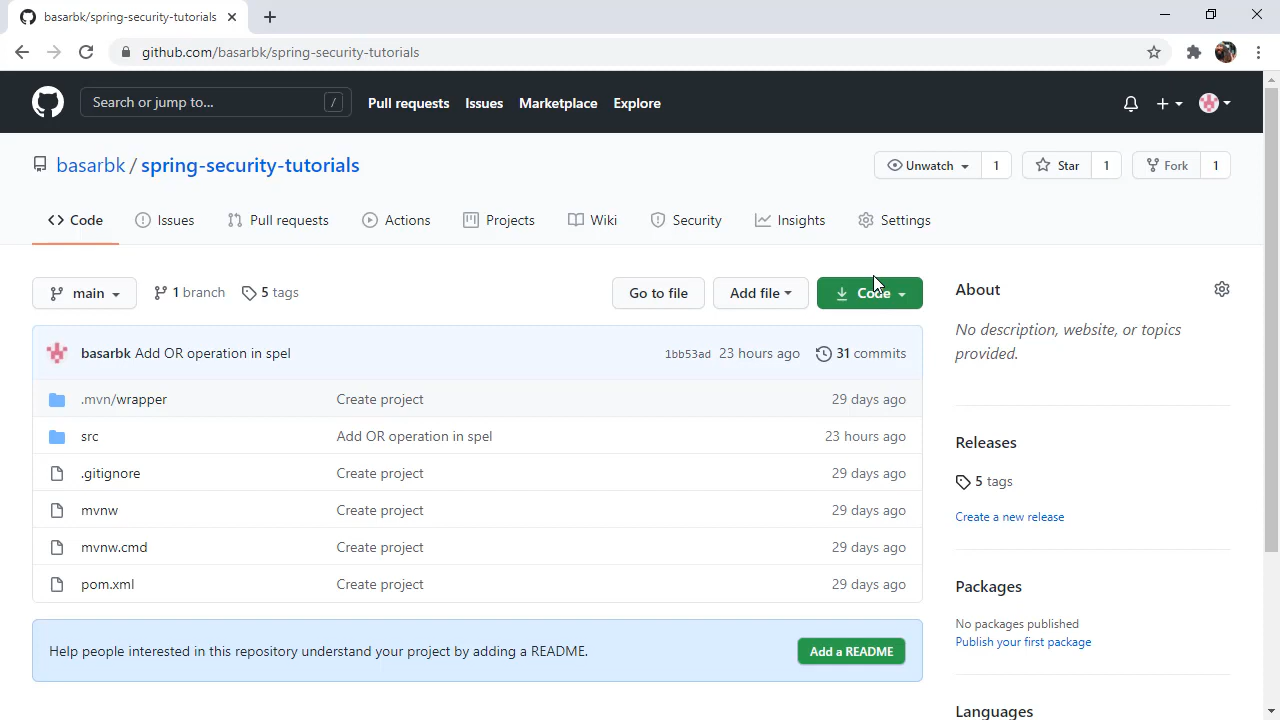 basarbk/spring-security-tutorials
github.com/basarbk/spring-security-tutorials
Search or jump to... /
Pull requests
Issues
Marketplace
Explore
basarbk / spring-security-tutorials
Unwatch 1
Star 1
Fork 1
Code
Issues
Pull requests
Actions
Projects
Wiki
Security
Insights
Settings
main
1 branch
5 tags
Go to file
Add file
Code
basarbk Add OR operation in spel 1bb53ad 23 hours ago 31 commits
.mvn/wrapper Create project 29 days ago
src Add OR operation in spel 23 hours ago
.gitignore Create project 29 days ago
mvnw Create project 29 days ago
mvnw.cmd Create project 29 days ago
pom.xml Create project 29 days ago
Help people interested in this repository understand your project by adding a README.
Add a README
About
No description, website, or topics
provided.
Releases
5 tags
Create a new release
Packages
No packages published
Publish your first package
Languages